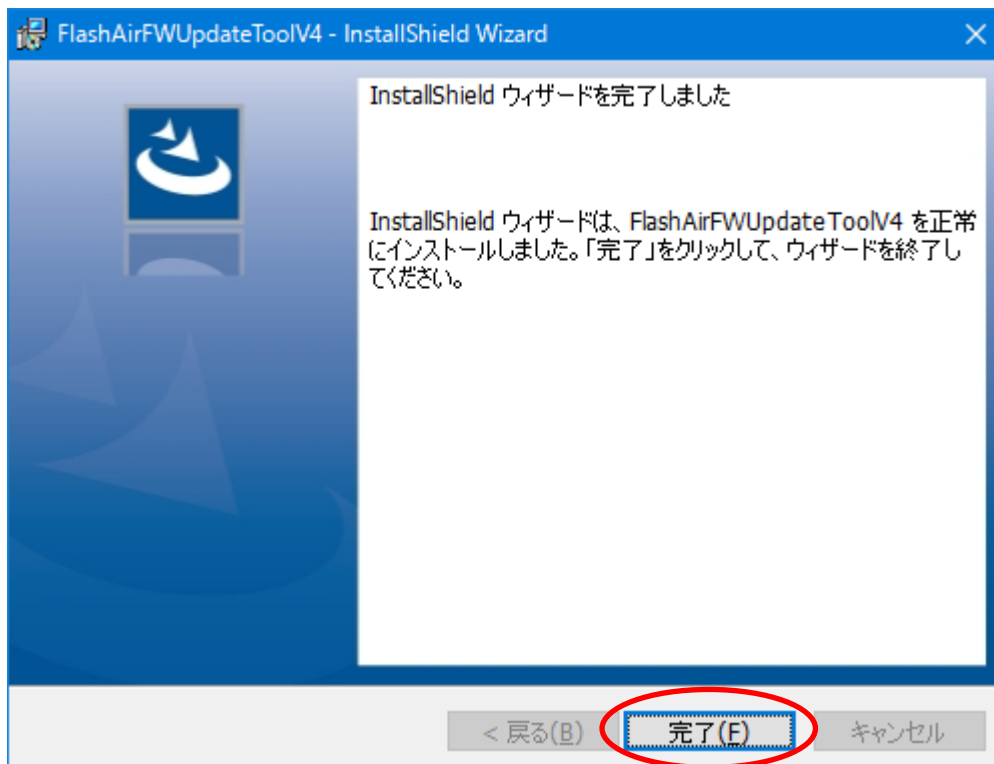 FlashAirFWUpdateToolV4 - InstallShield Wizard
InstallShield ウィザードを完了しました
InstallShield ウィザードは、FlashAirFWUpdateToolV4 を正常
にインストールしました。「完了」をクリックして、ウィザードを終了し
てください。
< 戻る(B)
完了(F)
キャンセル